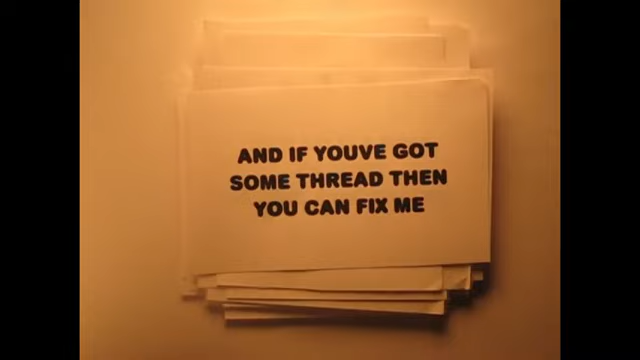 AND IF YOUVE GOT
SOME THREAD THEN
YOU CAN FIX ME